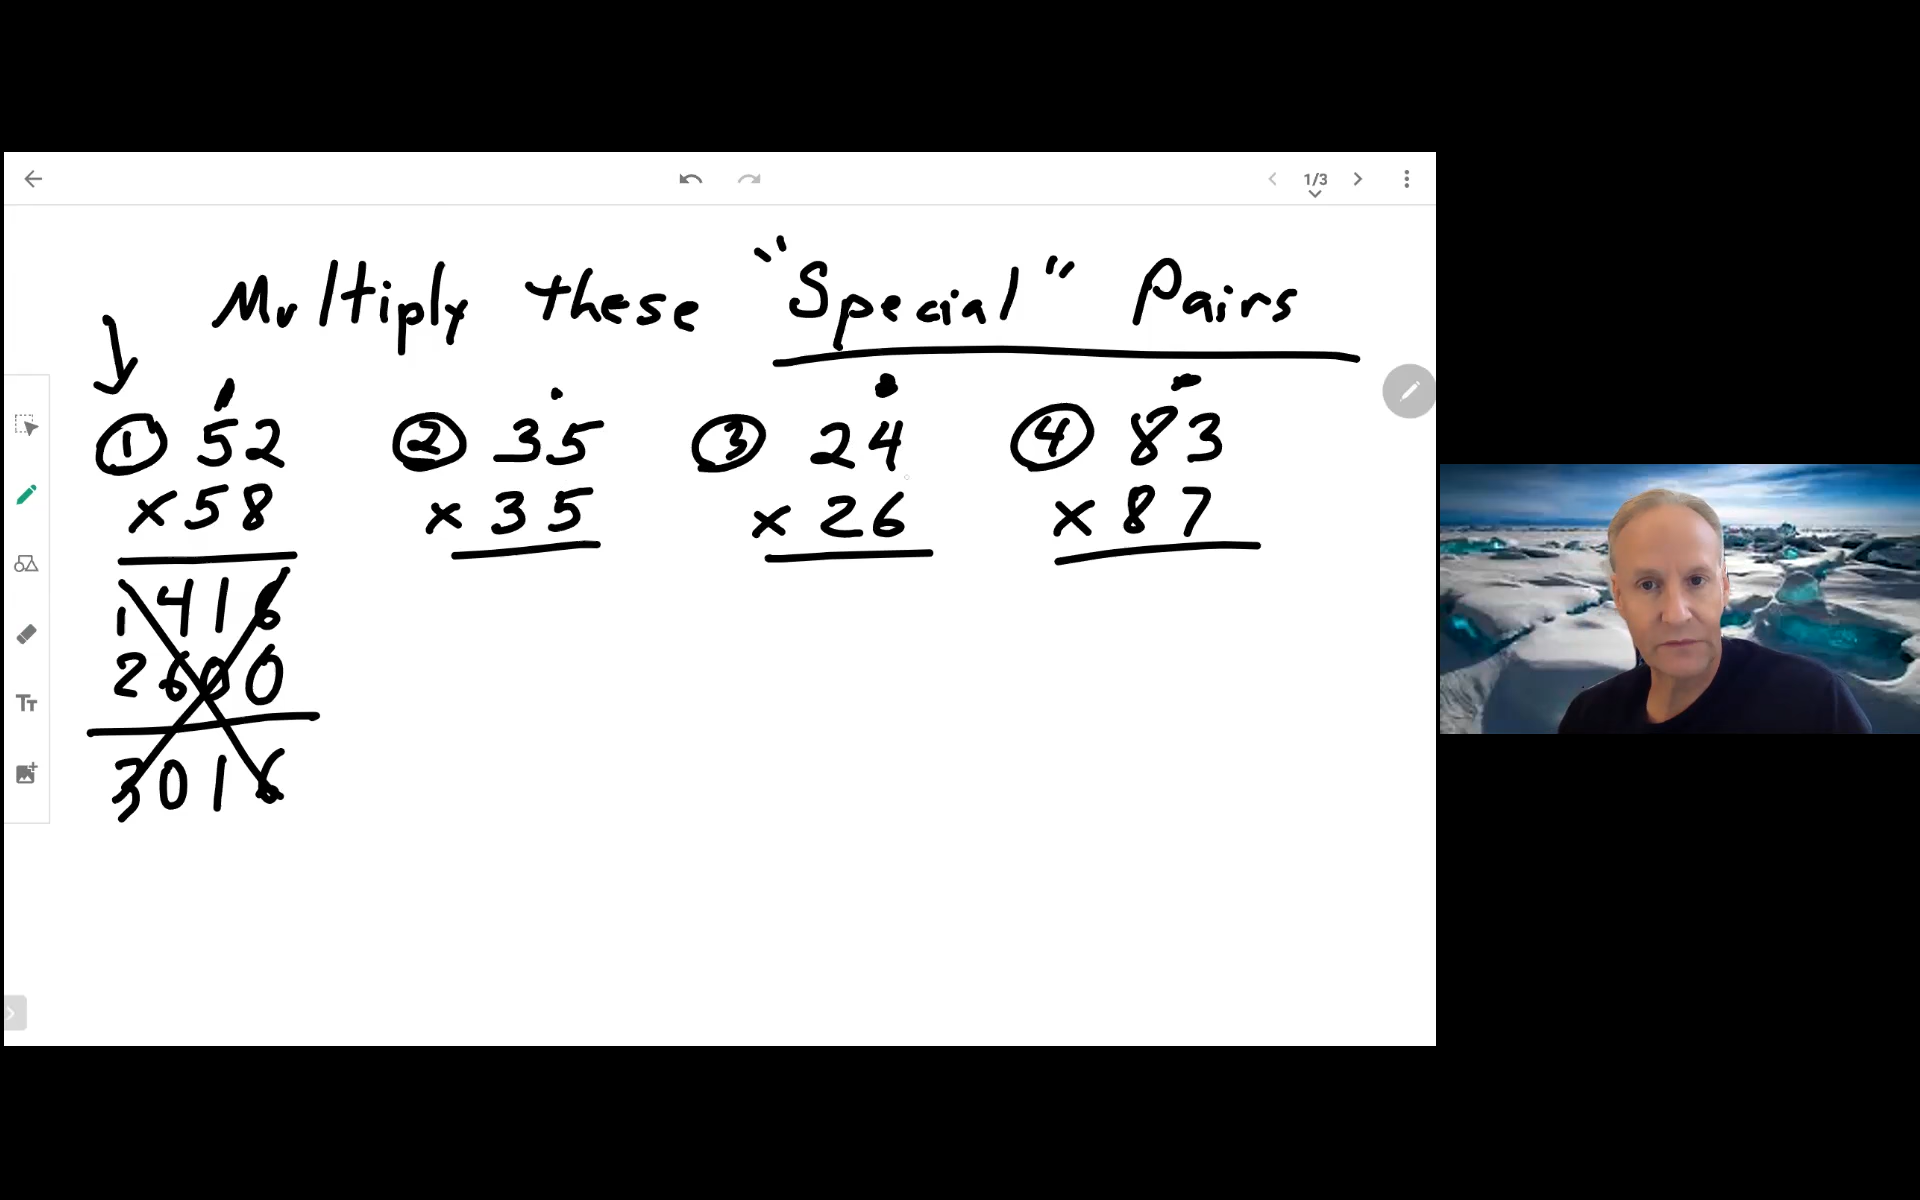 1/3
Multiply these "Special" Pairs
① 52 ② 35 ③ 24 ④ 83
x 58 x 35 x 26 x 87
1416
2600
3016
TT